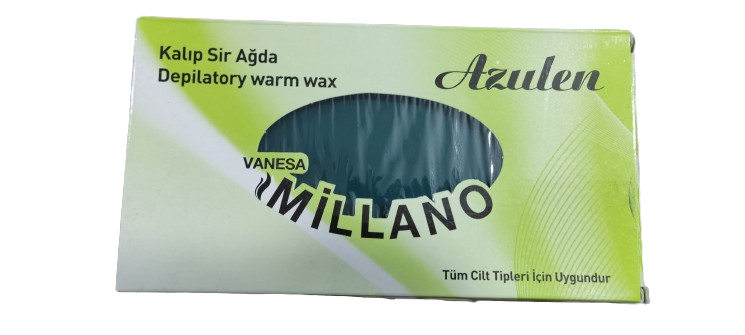 Kalıp Sir Ağda
Depilatory warm wax
Azulen
VANESA
MİLLANO
Tüm Cilt Tipleri İçin Uygundur